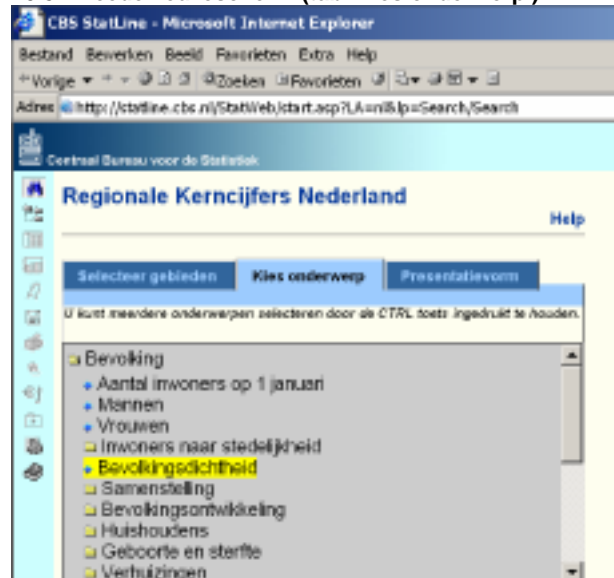 CBS StatLine - Microsoft Internet Explorer
Bestand Bewerken Beeld Favorieten Extra Help
Vorige Zoeken Favorieten
Adres http://statline.cbs.nl/StatWeb/start.asp?LA=nl&lp=Search/Search
Centraal Bureau voor de Statistiek
Regionale Kerncijfers Nederland
Help
Selecteer gebieden Kies onderwerp Presentatievorm
U kunt meerdere onderwerpen selecteren door de CTRL toets ingedrukt te houden.
Bevolking
Aantal inwoners op 1 januari
Mannen
Vrouwen
Inwoners naar stedelijkheid
Bevolkingsdichtheid
Samenstelling
Bevolkingsontwikkeling
Huishoudens
Geboorte en sterfte
Verhuizingen